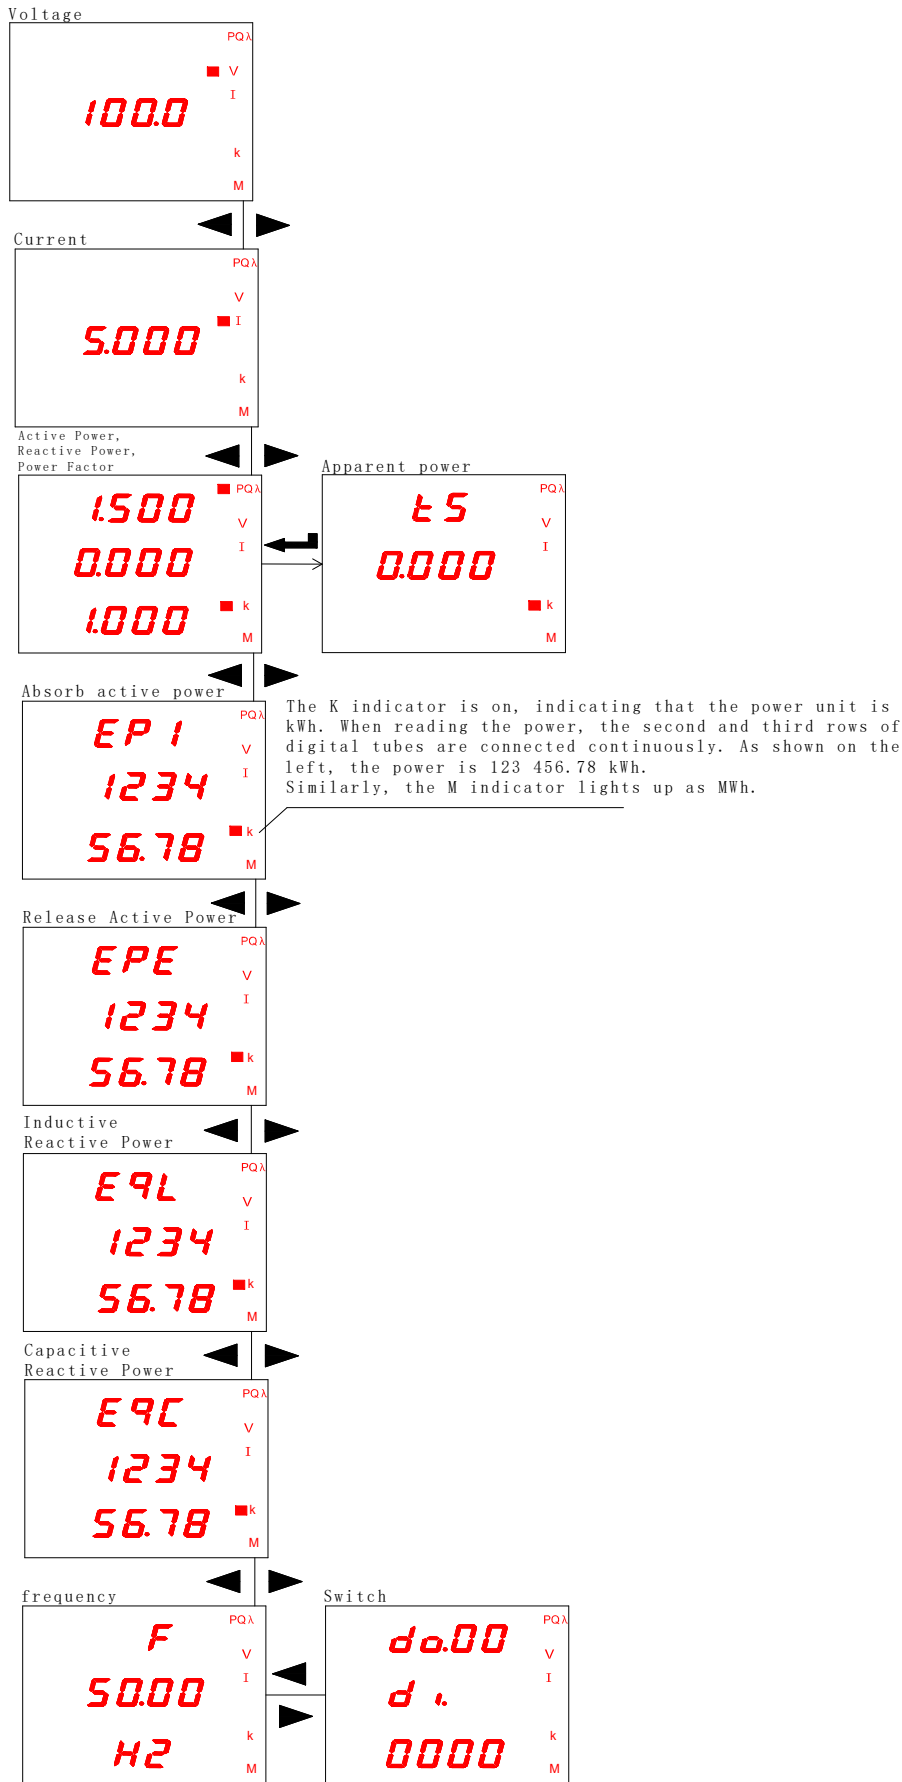 Voltage
PQλ
V
I
100.0
k
M
Current
PQλ
V
I
5.000
k
M
Active Power,
Reactive Power,
Power Factor
PQλ
1.500
V
I
0.000
k
1.000
M
Apparent power
PQλ
tS
V
I
0.000
k
M
Absorb active power
PQλ
EPI
V
I
1234
k
56.78
M
The K indicator is on, indicating that the power unit is
kWh. When reading the power, the second and third rows of
digital tubes are connected continuously. As shown on the
left, the power is 123 456.78 kWh.
Similarly, the M indicator lights up as MWh.
Release Active Power
PQλ
EPE
V
I
1234
k
56.78
M
Inductive
Reactive Power
PQλ
EqL
V
I
1234
k
56.78
M
Capacitive
Reactive Power
PQλ
EqC
V
I
1234
k
56.78
M
frequency
PQλ
F
V
I
50.00
k
HZ
M
Switch
PQλ
do.00
V
I
di.
k
0000
M